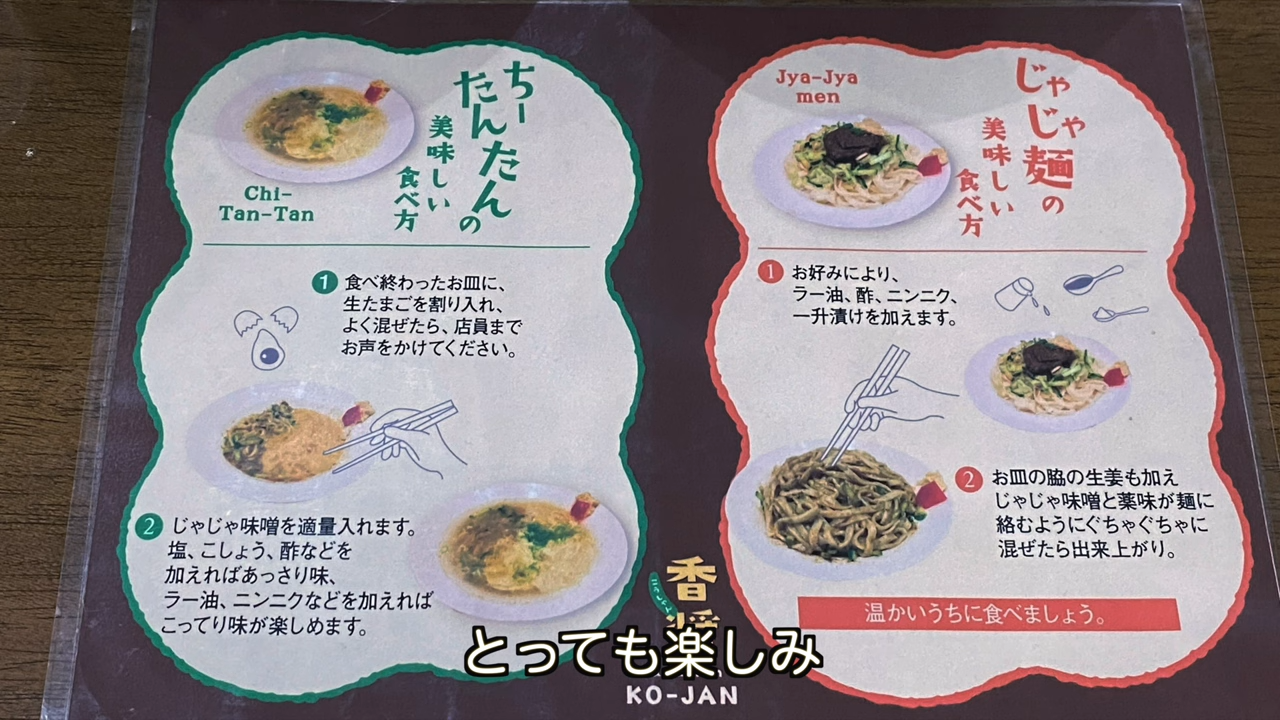 じゃじゃ麺の
美味しい
食べ方
Jya-Jya
men
1 お好みにより、
ラー油、酢、ニンニク、
一升漬けを加えます。
2 お皿の脇の生姜も加え
じゃじゃ味噌と薬味が麺に
絡むようにぐちゃぐちゃに
混ぜたら出来上がり。
温かいうちに食べましょう。
ちーたんたんの
美味しい
食べ方
Chi-
Tan-Tan
1 食べ終わったお皿に、
生たまごを割り入れ、
よく混ぜたら、店員まで
お声をかけてください。
2 じゃじゃ味噌を適量入れます。
塩、こしょう、酢などを
加えればあっさり味、
ラー油、ニンニクなどを加えれば
こってり味が楽しめます。
香
KO-JAN
とっても楽しみ